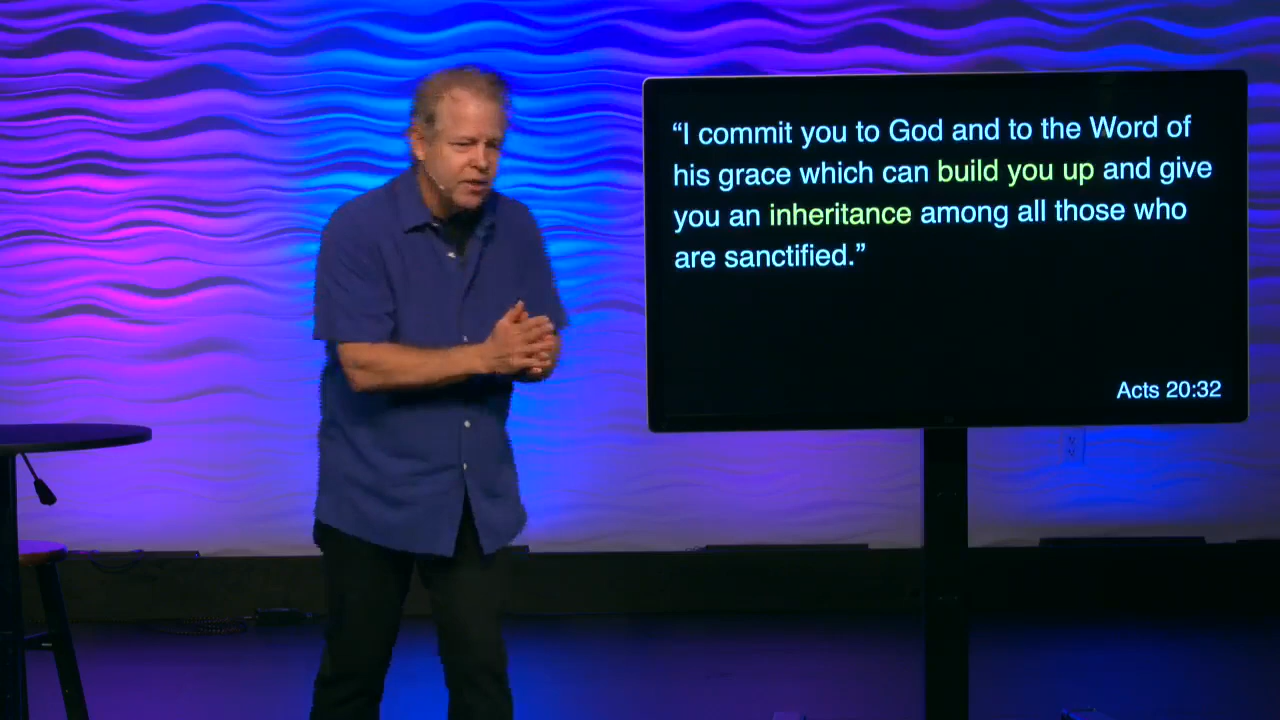 “I commit you to God and to the Word of
his grace which can build you up and give
you an inheritance among all those who
are sanctified.”
Acts 20:32